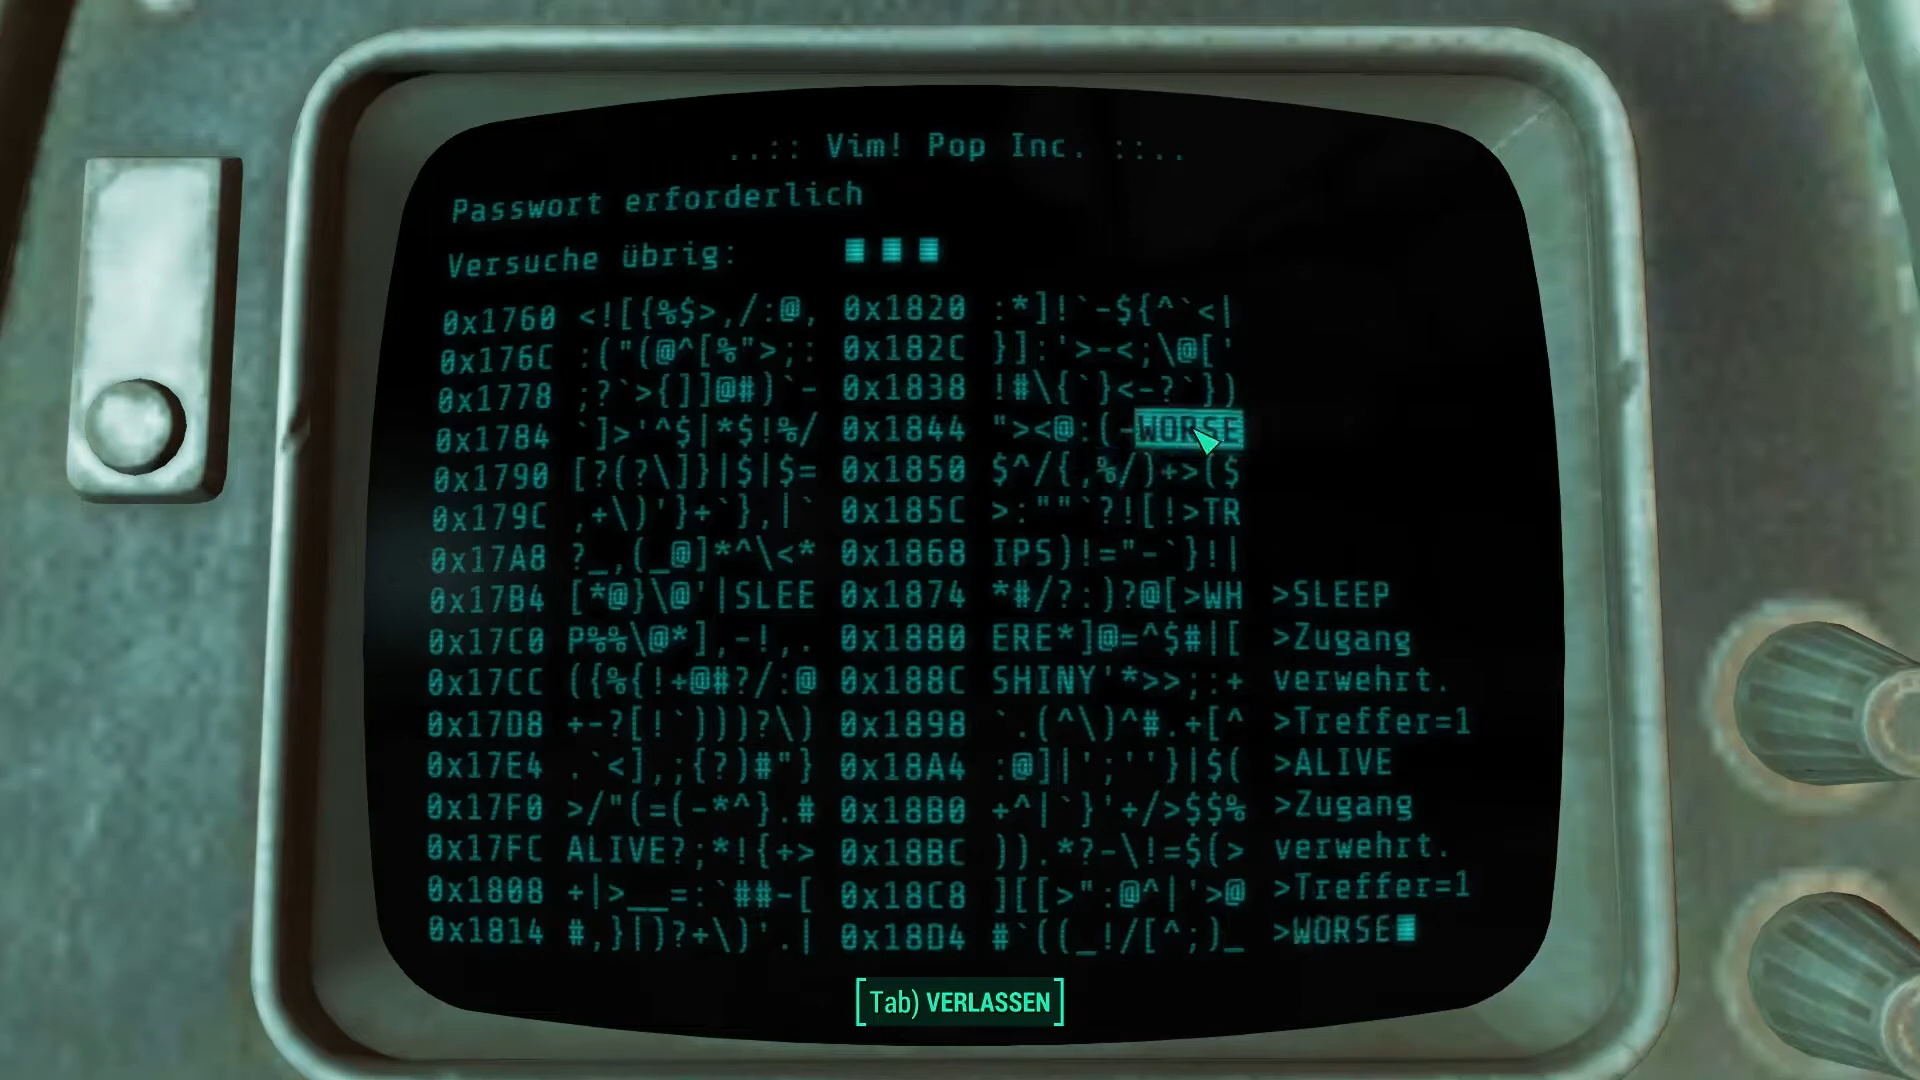 ..:: Vim! Pop Inc. ::..
Passwort erforderlich
Versuche übrig:
0x1760 <![{%$>,/:@, 0x1820 :*]!`-${^`<|
0x176C :("(@^[%">;: 0x182C }]:'>-<;\@['
0x1778 ;?`>{]]@#)`- 0x1838 !#\{`}<-?`})
0x1784 `]>'^$|*$!%/ 0x1844 "><@:(-WORSE
0x1790 [?(?\]}|$|$= 0x1850 $^/{,%/)+>($
0x179C ,+\)'}+`},|` 0x185C >:""`?![!>TR
0x17A8 ?_,(_@]*^\<* 0x1868 IPS)!="-`}!|
0x17B4 [*@}\@'|SLEE 0x1874 *#/?:)?@[>WH >SLEEP
0x17C0 P%%\@*],-!,. 0x1880 ERE*]@=^$#|[ >Zugang
0x17CC ({%{!+@#?/:@ 0x188C SHINY'*>>;:+ verwehrt.
0x17D8 +-?[!`)))?\) 0x1898 `.(^\)^#.+[^ >Treffer=1
0x17E4 .`<],;{?)#"} 0x18A4 :@]|';''}|$( >ALIVE
0x17F0 >/"(=(-*^}.# 0x18B0 +^|`}'+/>$$% >Zugang
0x17FC ALIVE?;*!{+> 0x18BC )).*?-\!=$(> verwehrt.
0x1808 +|>__=:`##-[ 0x18C8 ][[>":@^|'>@ >Treffer=1
0x1814 #,}|)?+\)'.| 0x18D4 #`((_!/[^;)_ >WORSE
[Tab) VERLASSEN]